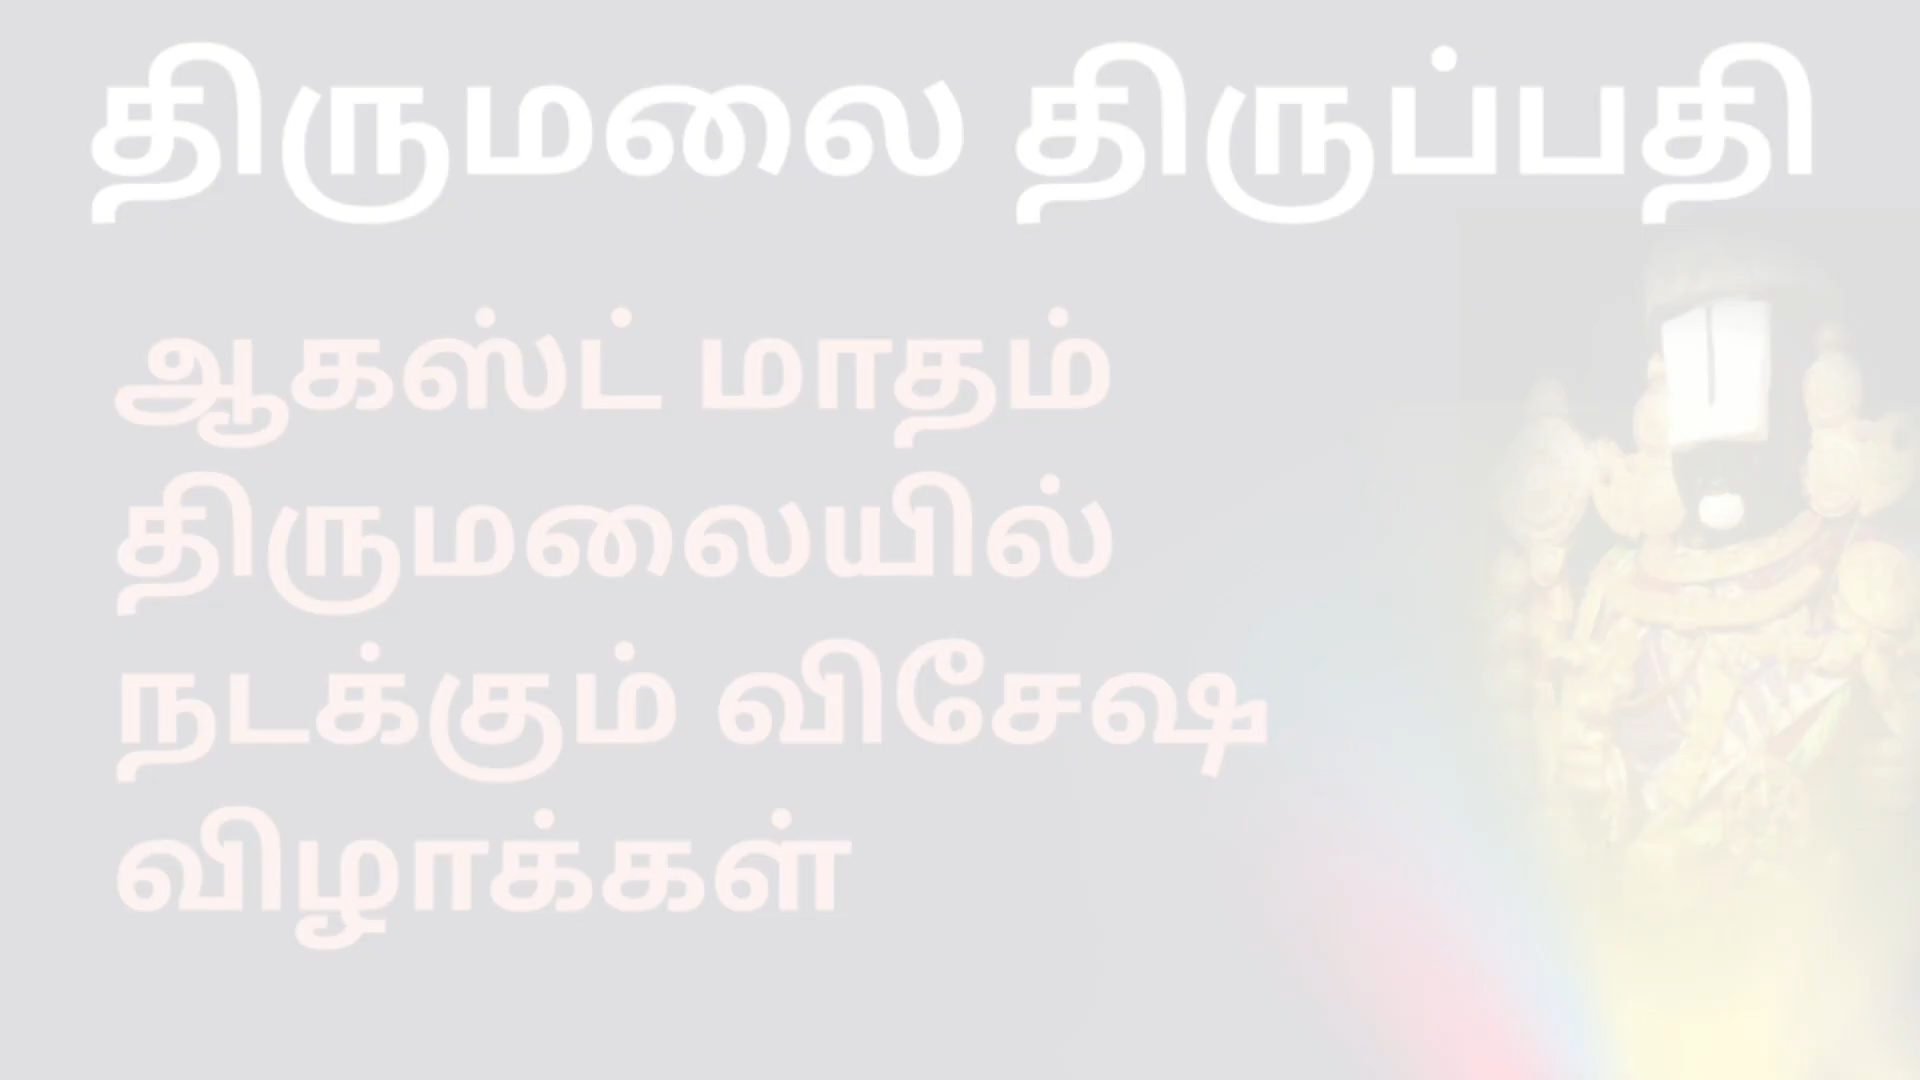 திருமலை திருப்பதி
ஆகஸ்ட் மாதம்
திருமலையில்
நடக்கும் விசேஷ
விழாக்கள்